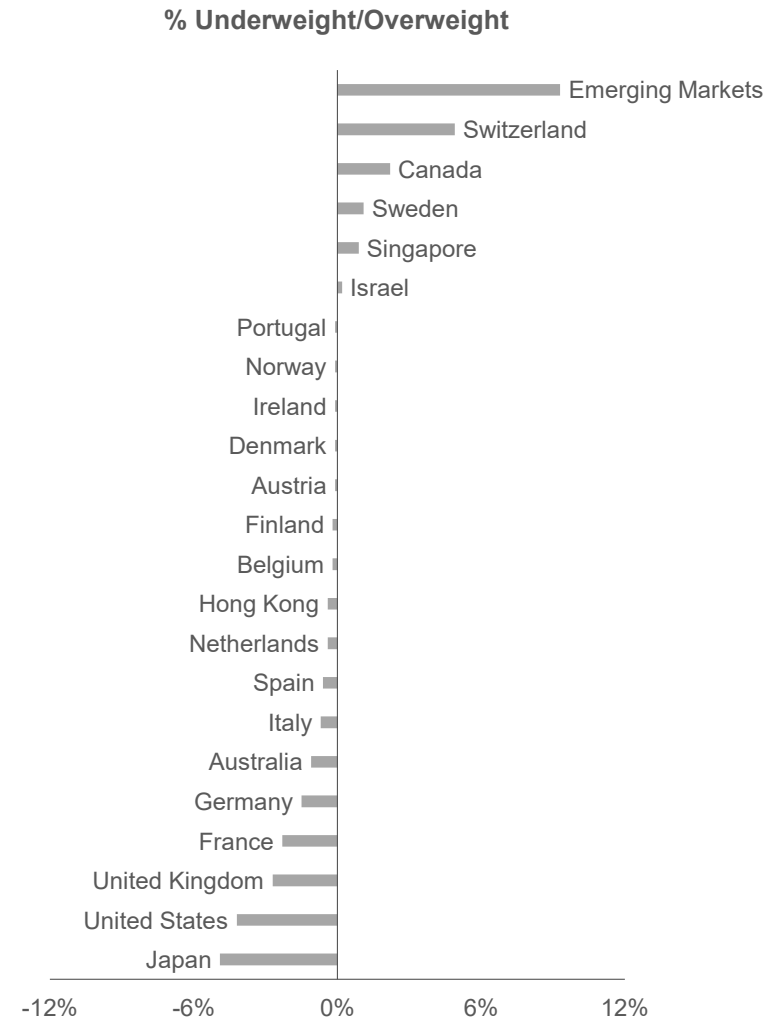 % Underweight/Overweight
Emerging Markets
Switzerland
Canada
Sweden
Singapore
Israel
Portugal
Norway
Ireland
Denmark
Austria
Finland
Belgium
Hong Kong
Netherlands
Spain
Italy
Australia
Germany
France
United Kingdom
United States
Japan
-12% -6% 0% 6% 12%